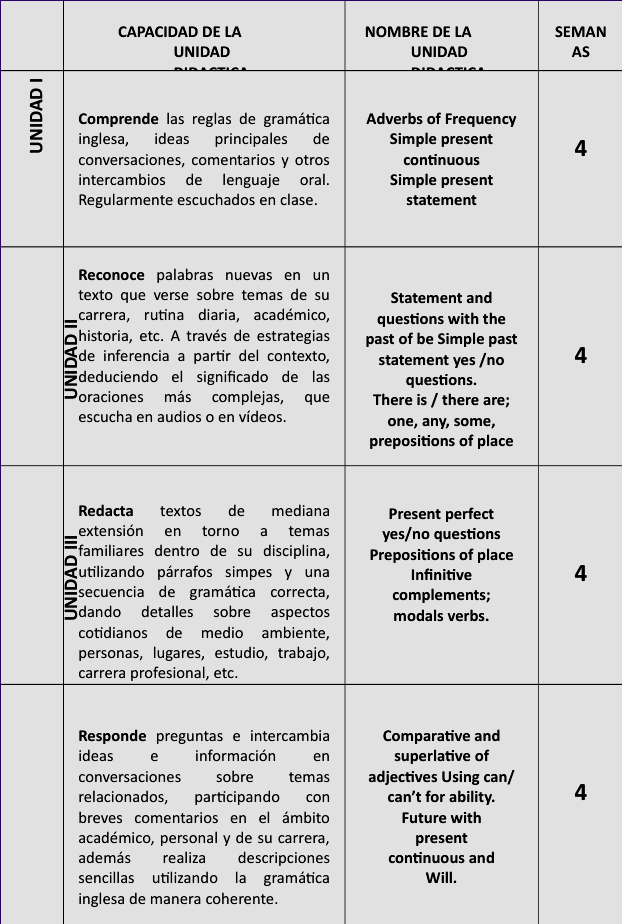 CAPACIDAD DE LA
UNIDAD
DIDACTICA
NOMBRE DE LA
UNIDAD
DIDACTICA
SEMAN
AS
UNIDAD I
Comprende las reglas de gramática
inglesa, ideas principales de
conversaciones, comentarios y otros
intercambios de lenguaje oral.
Regularmente escuchados en clase.
Adverbs of Frequency
Simple present
continuous
Simple present
statement
4
UNIDAD II
Reconoce palabras nuevas en un
texto que verse sobre temas de su
carrera, rutina diaria, académico,
historia, etc. A través de estrategias
de inferencia a partir del contexto,
deduciendo el significado de las
oraciones más complejas, que
escucha en audios o en vídeos.
Statement and
questions with the
past of be Simple past
statement yes /no
questions.
There is / there are;
one, any, some,
prepositions of place
4
UNIDAD III
Redacta textos de mediana
extensión en torno a temas
familiares dentro de su disciplina,
utilizando párrafos simpes y una
secuencia de gramática correcta,
dando detalles sobre aspectos
cotidianos de medio ambiente,
personas, lugares, estudio, trabajo,
carrera profesional, etc.
Present perfect
yes/no questions
Prepositions of place
Infinitive
complements;
modals verbs.
4
Responde preguntas e intercambia
ideas e información en
conversaciones sobre temas
relacionados, participando con
breves comentarios en el ámbito
académico, personal y de su carrera,
además realiza descripciones
sencillas utilizando la gramática
inglesa de manera coherente.
Comparative and
superlative of
adjectives Using can/
can’t for ability.
Future with
present
continuous and
Will.
4